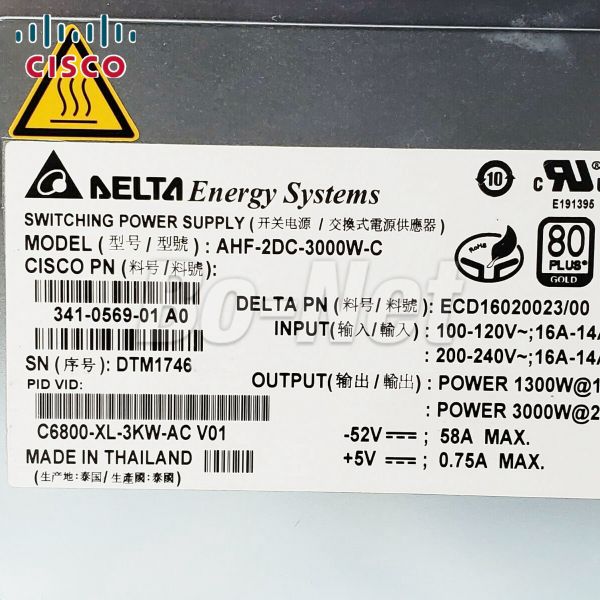 CISCO
DELTA Energy Systems
10
c UR US
E191395
SWITCHING POWER SUPPLY (开关电源 / 交換式電源供應器)
MODEL (型号/ 型號) : AHF-2DC-3000W-C
CISCO PN (料号/ 料號):
80
PLUS
GOLD
341-0569-01 A0
DELTA PN (料号/ 料號): ECD16020023/00
INPUT (输入/輸入) : 100-120V~;16A-14A
: 200-240V~;16A-14A
SN (序号): DTM1746
PID VID:
OUTPUT(输出/ 輸出) : POWER 1300W@1
: POWER 3000W@2
C6800-XL-3KW-AC V01
-52V ; 58A MAX.
+5V ; 0.75A MAX.
MADE IN THAILAND
(生产地: 泰国/ 生產國: 泰國)
Bo-Net